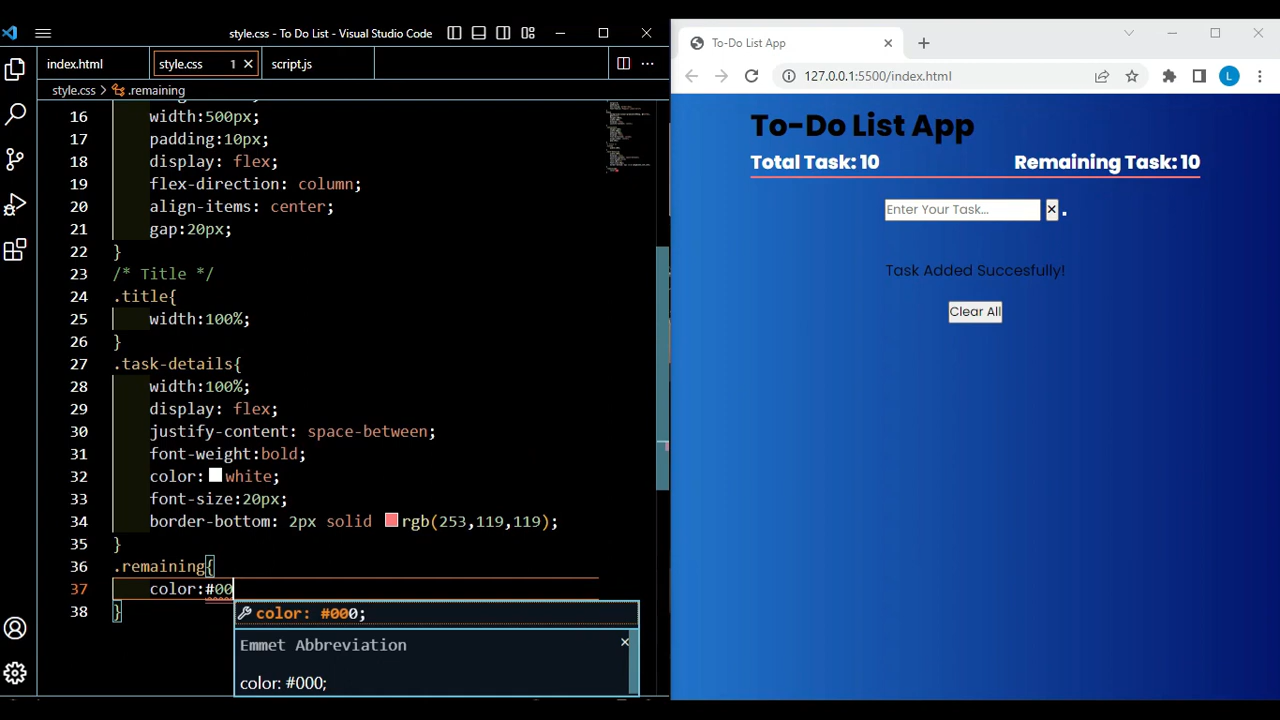 style.css - To Do List - Visual Studio Code
index.html
style.css 1
script.js
style.css > .remaining
16 width:500px;
17 padding:10px;
18 display: flex;
19 flex-direction: column;
20 align-items: center;
21 gap:20px;
22 }
23 /* Title */
24 .title{
25 width:100%;
26 }
27 .task-details{
28 width:100%;
29 display: flex;
30 justify-content: space-between;
31 font-weight:bold;
32 color:white;
33 font-size:20px;
34 border-bottom: 2px solid rgb(253,119,119);
35 }
36 .remaining{
37 color:#00
38 }
color: #000;
Emmet Abbreviation
color: #000;
To-Do List App
127.0.0.1:5500/index.html
L
To-Do List App
Total Task: 10
Remaining Task: 10
Enter Your Task...
.
Task Added Succesfully!
Clear All